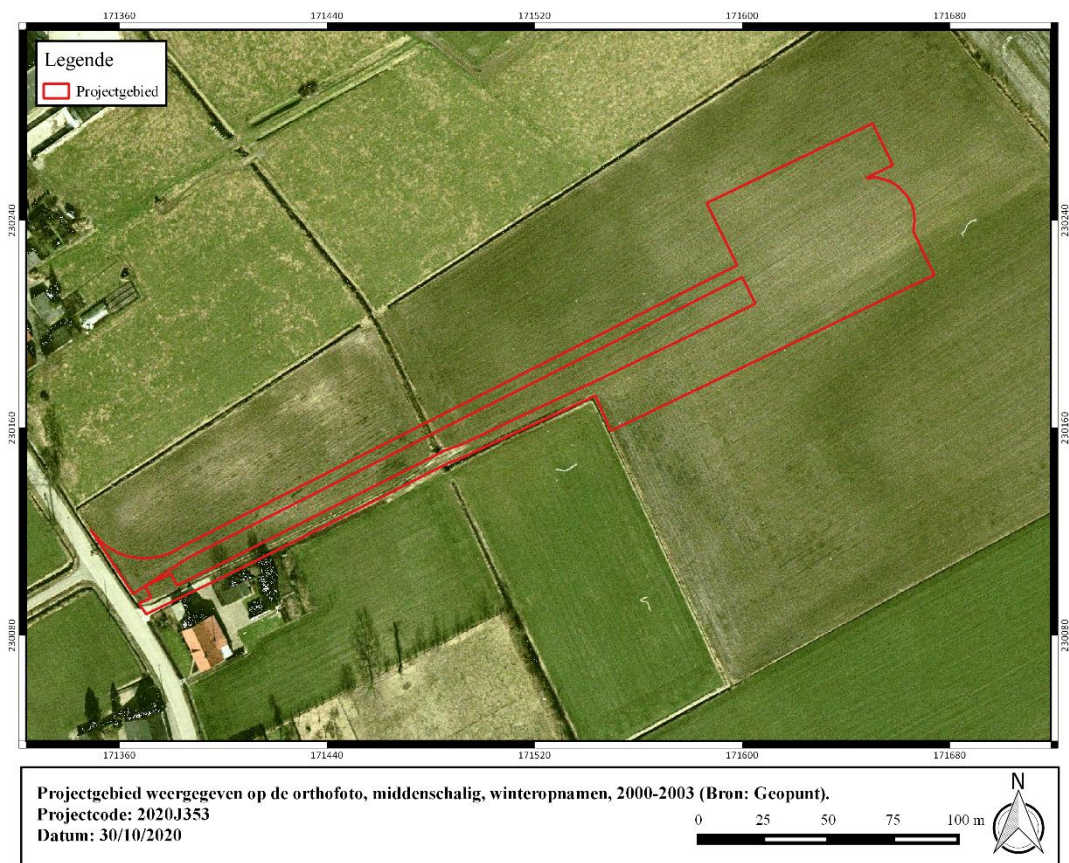 171360 171440 171520 171600 171680
Legende
Projectgebied
230240 230240
230160 230160
230080 230080
171360 171440 171520 171600 171680
Projectgebied weergegeven op de orthofoto, middenschalig, winteropnamen, 2000-2003 (Bron: Geopunt).
Projectcode: 2020J353
Datum: 30/10/2020
N
0 25 50 75 100 m